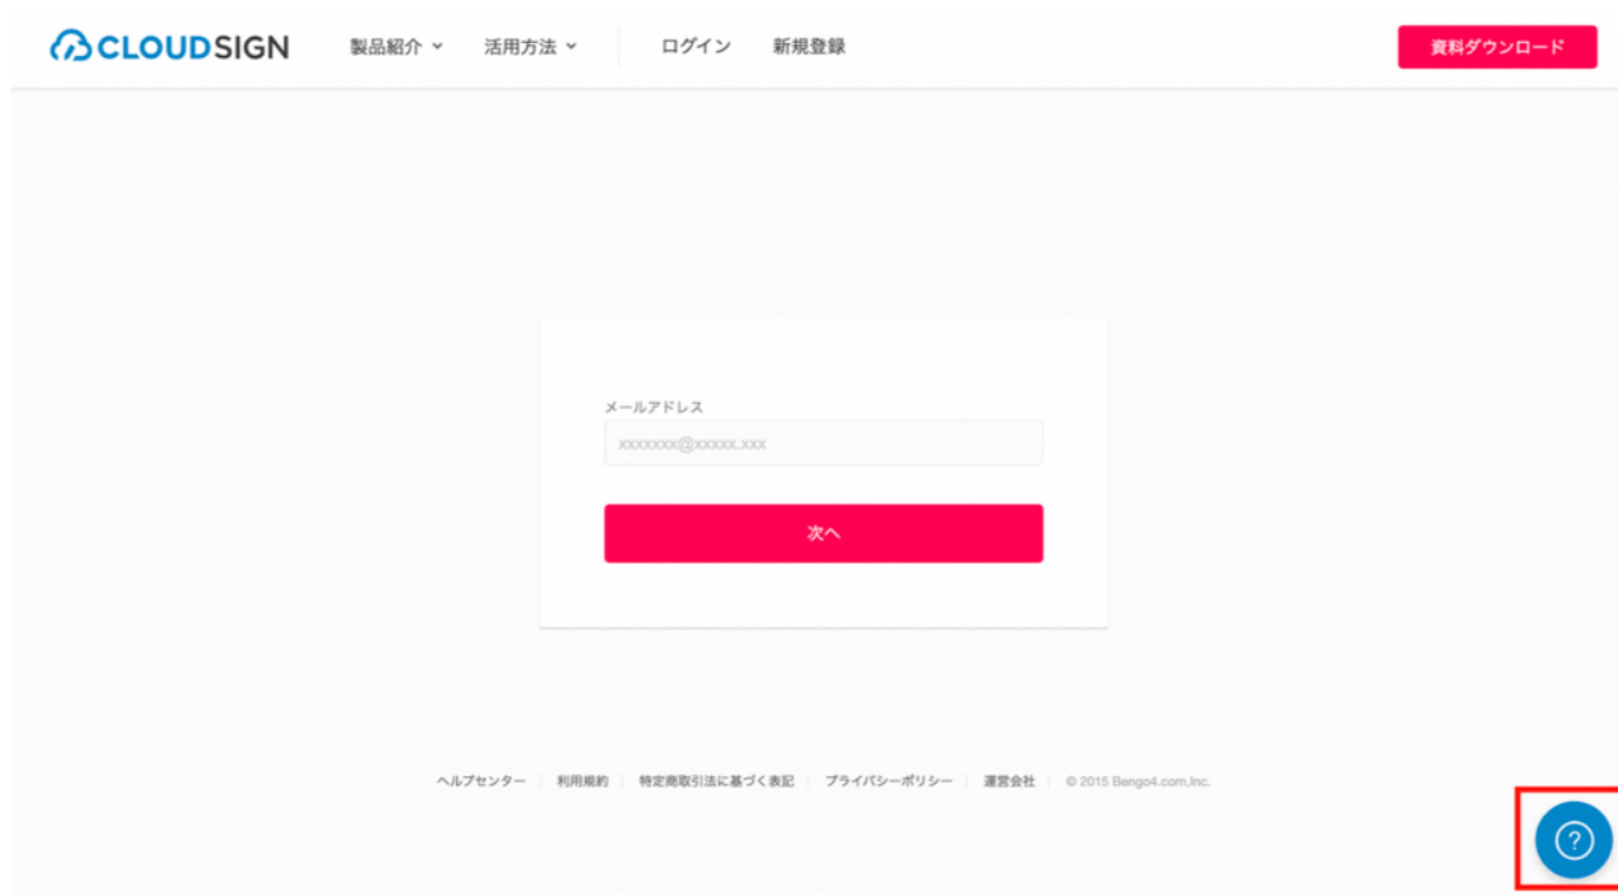 CLOUDSIGN 製品紹介 活用方法 ログイン 新規登録 資料ダウンロード
メールアドレス
xxxxxxx@xxxxx.xxx
次へ
ヘルプセンター 利用規約 特定商取引法に基づく表記 プライバシーポリシー 運営会社 © 2015 Bengo4.com,Inc.
?